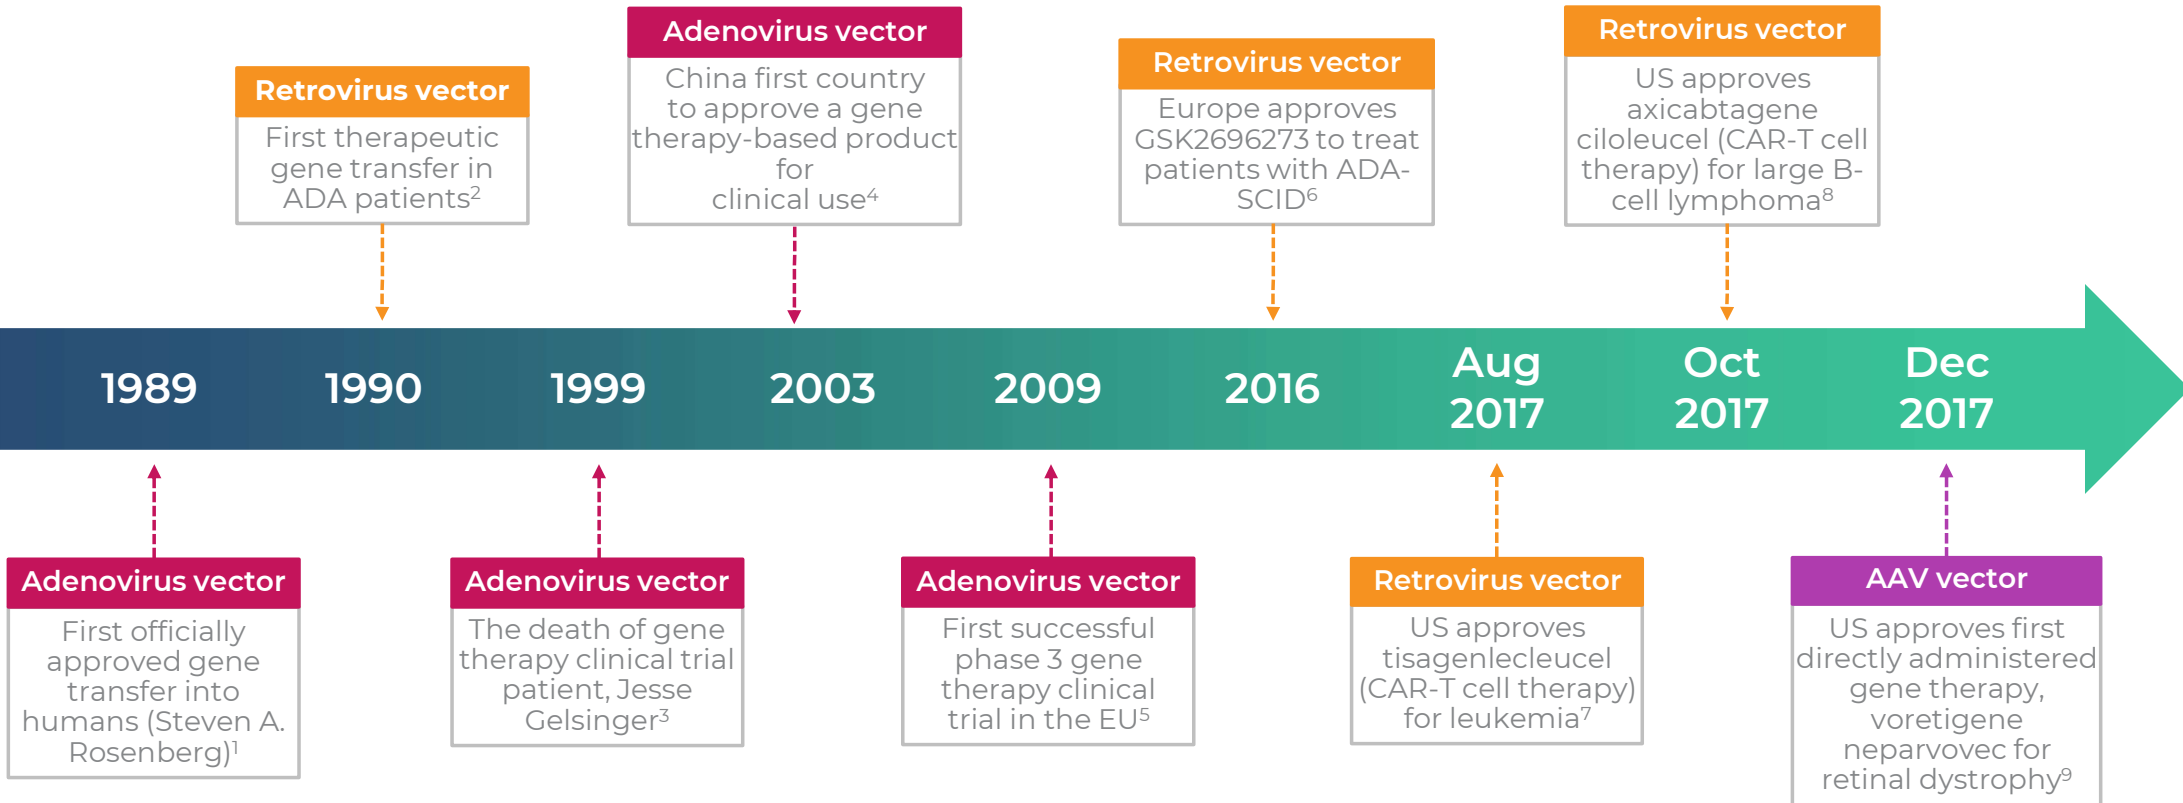 Retrovirus vector
First therapeutic
gene transfer in
ADA patients²
Adenovirus vector
China first country
to approve a gene
therapy-based product
for
clinical use⁴
Retrovirus vector
Europe approves
GSK2696273 to treat
patients with ADA-
SCID⁶
Retrovirus vector
US approves
axicabtagene
ciloleucel (CAR-T cell
therapy) for large B-
cell lymphoma⁸
1989
1990
1999
2003
2009
2016
Aug
2017
Oct
2017
Dec
2017
Adenovirus vector
First officially
approved gene
transfer into
humans (Steven A.
Rosenberg)¹
Adenovirus vector
The death of gene
therapy clinical trial
patient, Jesse
Gelsinger³
Adenovirus vector
First successful
phase 3 gene
therapy clinical
trial in the EU⁵
Retrovirus vector
US approves
tisagenlecleucel
(CAR-T cell therapy)
for leukemia⁷
AAV vector
US approves first
directly administered
gene therapy,
voretigene
neparvovec for
retinal dystrophy⁹